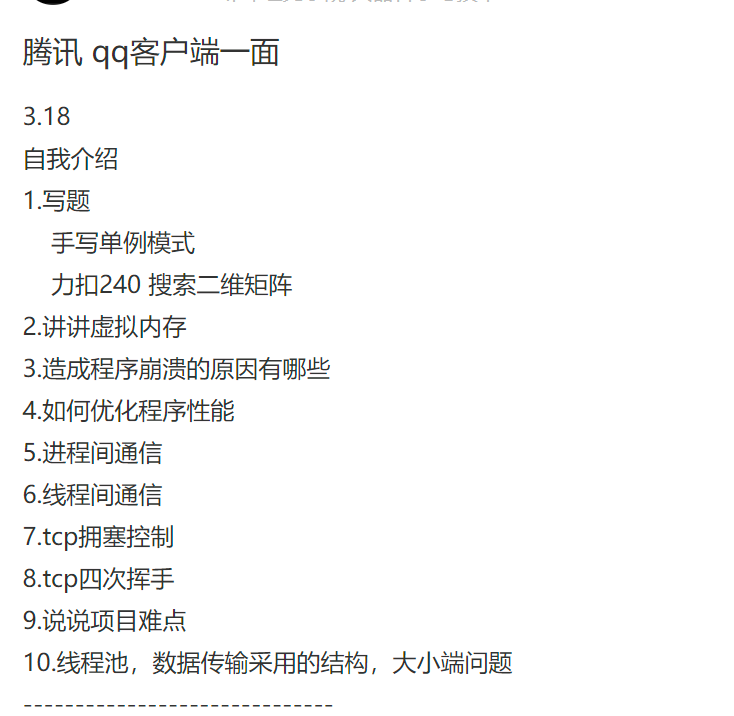 腾讯 qq客户端一面
3.18
自我介绍
1.写题
手写单例模式
力扣240 搜索二维矩阵
2.讲讲虚拟内存
3.造成程序崩溃的原因有哪些
4.如何优化程序性能
5.进程间通信
6.线程间通信
7.tcp拥塞控制
8.tcp四次挥手
9.说说项目难点
10.线程池，数据传输采用的结构，大小端问题
------------------------------